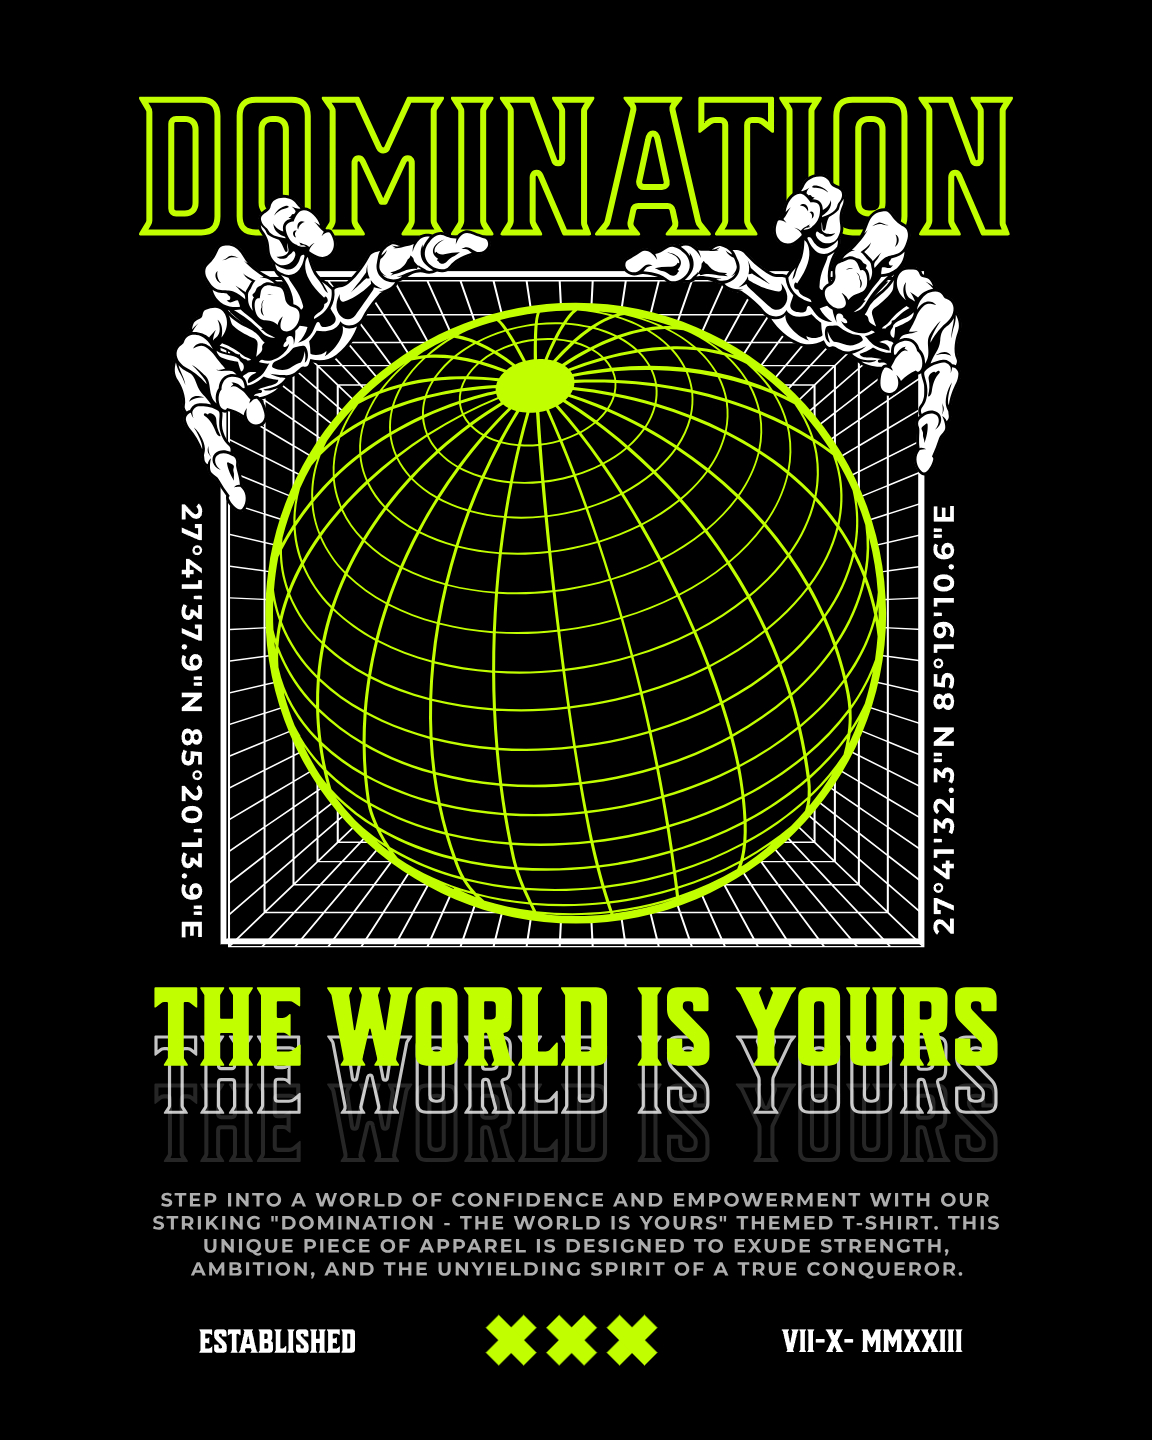 DOMINATION
27°41'37.9"N 85°20'13.9"E
27°41'32.3"N 85°19'10.6"E
THE WORLD IS YOURS
THE WORLD IS YOURS
THE WORLD IS YOURS
STEP INTO A WORLD OF CONFIDENCE AND EMPOWERMENT WITH OUR
STRIKING "DOMINATION - THE WORLD IS YOURS" THEMED T-SHIRT. THIS
UNIQUE PIECE OF APPAREL IS DESIGNED TO EXUDE STRENGTH,
AMBITION, AND THE UNYIELDING SPIRIT OF A TRUE CONQUEROR.
ESTABLISHED
VII-X- MMXXIII